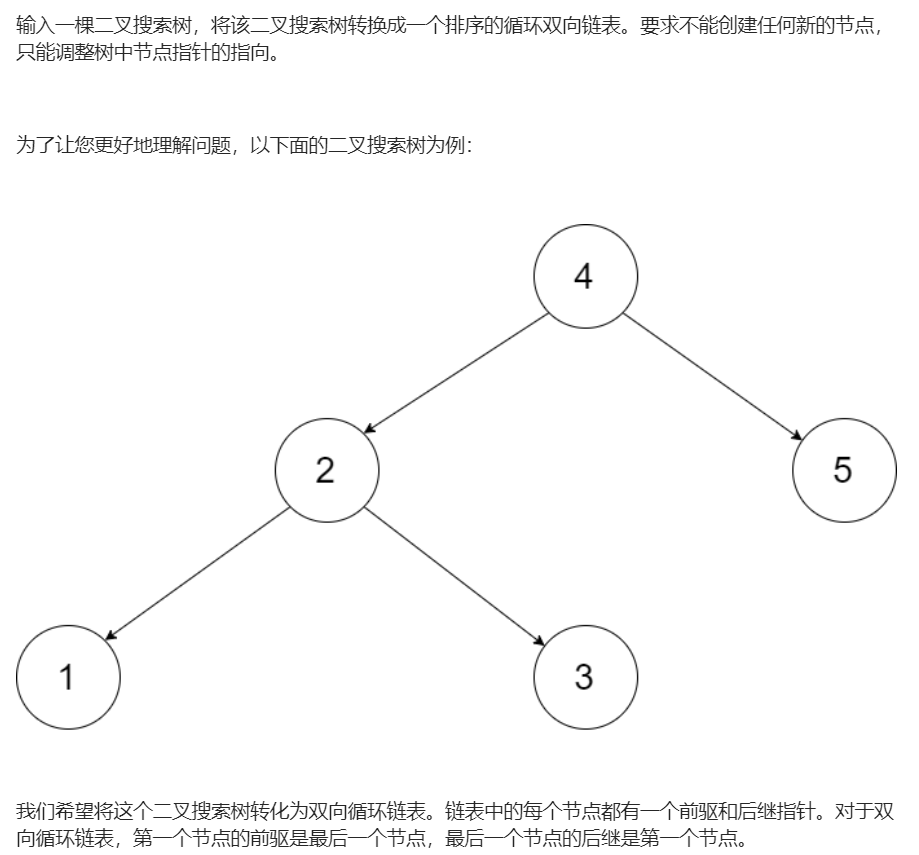 输入一棵二叉搜索树，将该二叉搜索树转换成一个排序的循环双向链表。要求不能创建任何新的节点，
只能调整树中节点指针的指向。
为了让您更好地理解问题，以下面的二叉搜索树为例：
4
2
5
1
3
我们希望将这个二叉搜索树转化为双向循环链表。链表中的每个节点都有一个前驱和后继指针。对于双
向循环链表，第一个节点的前驱是最后一个节点，最后一个节点的后继是第一个节点。